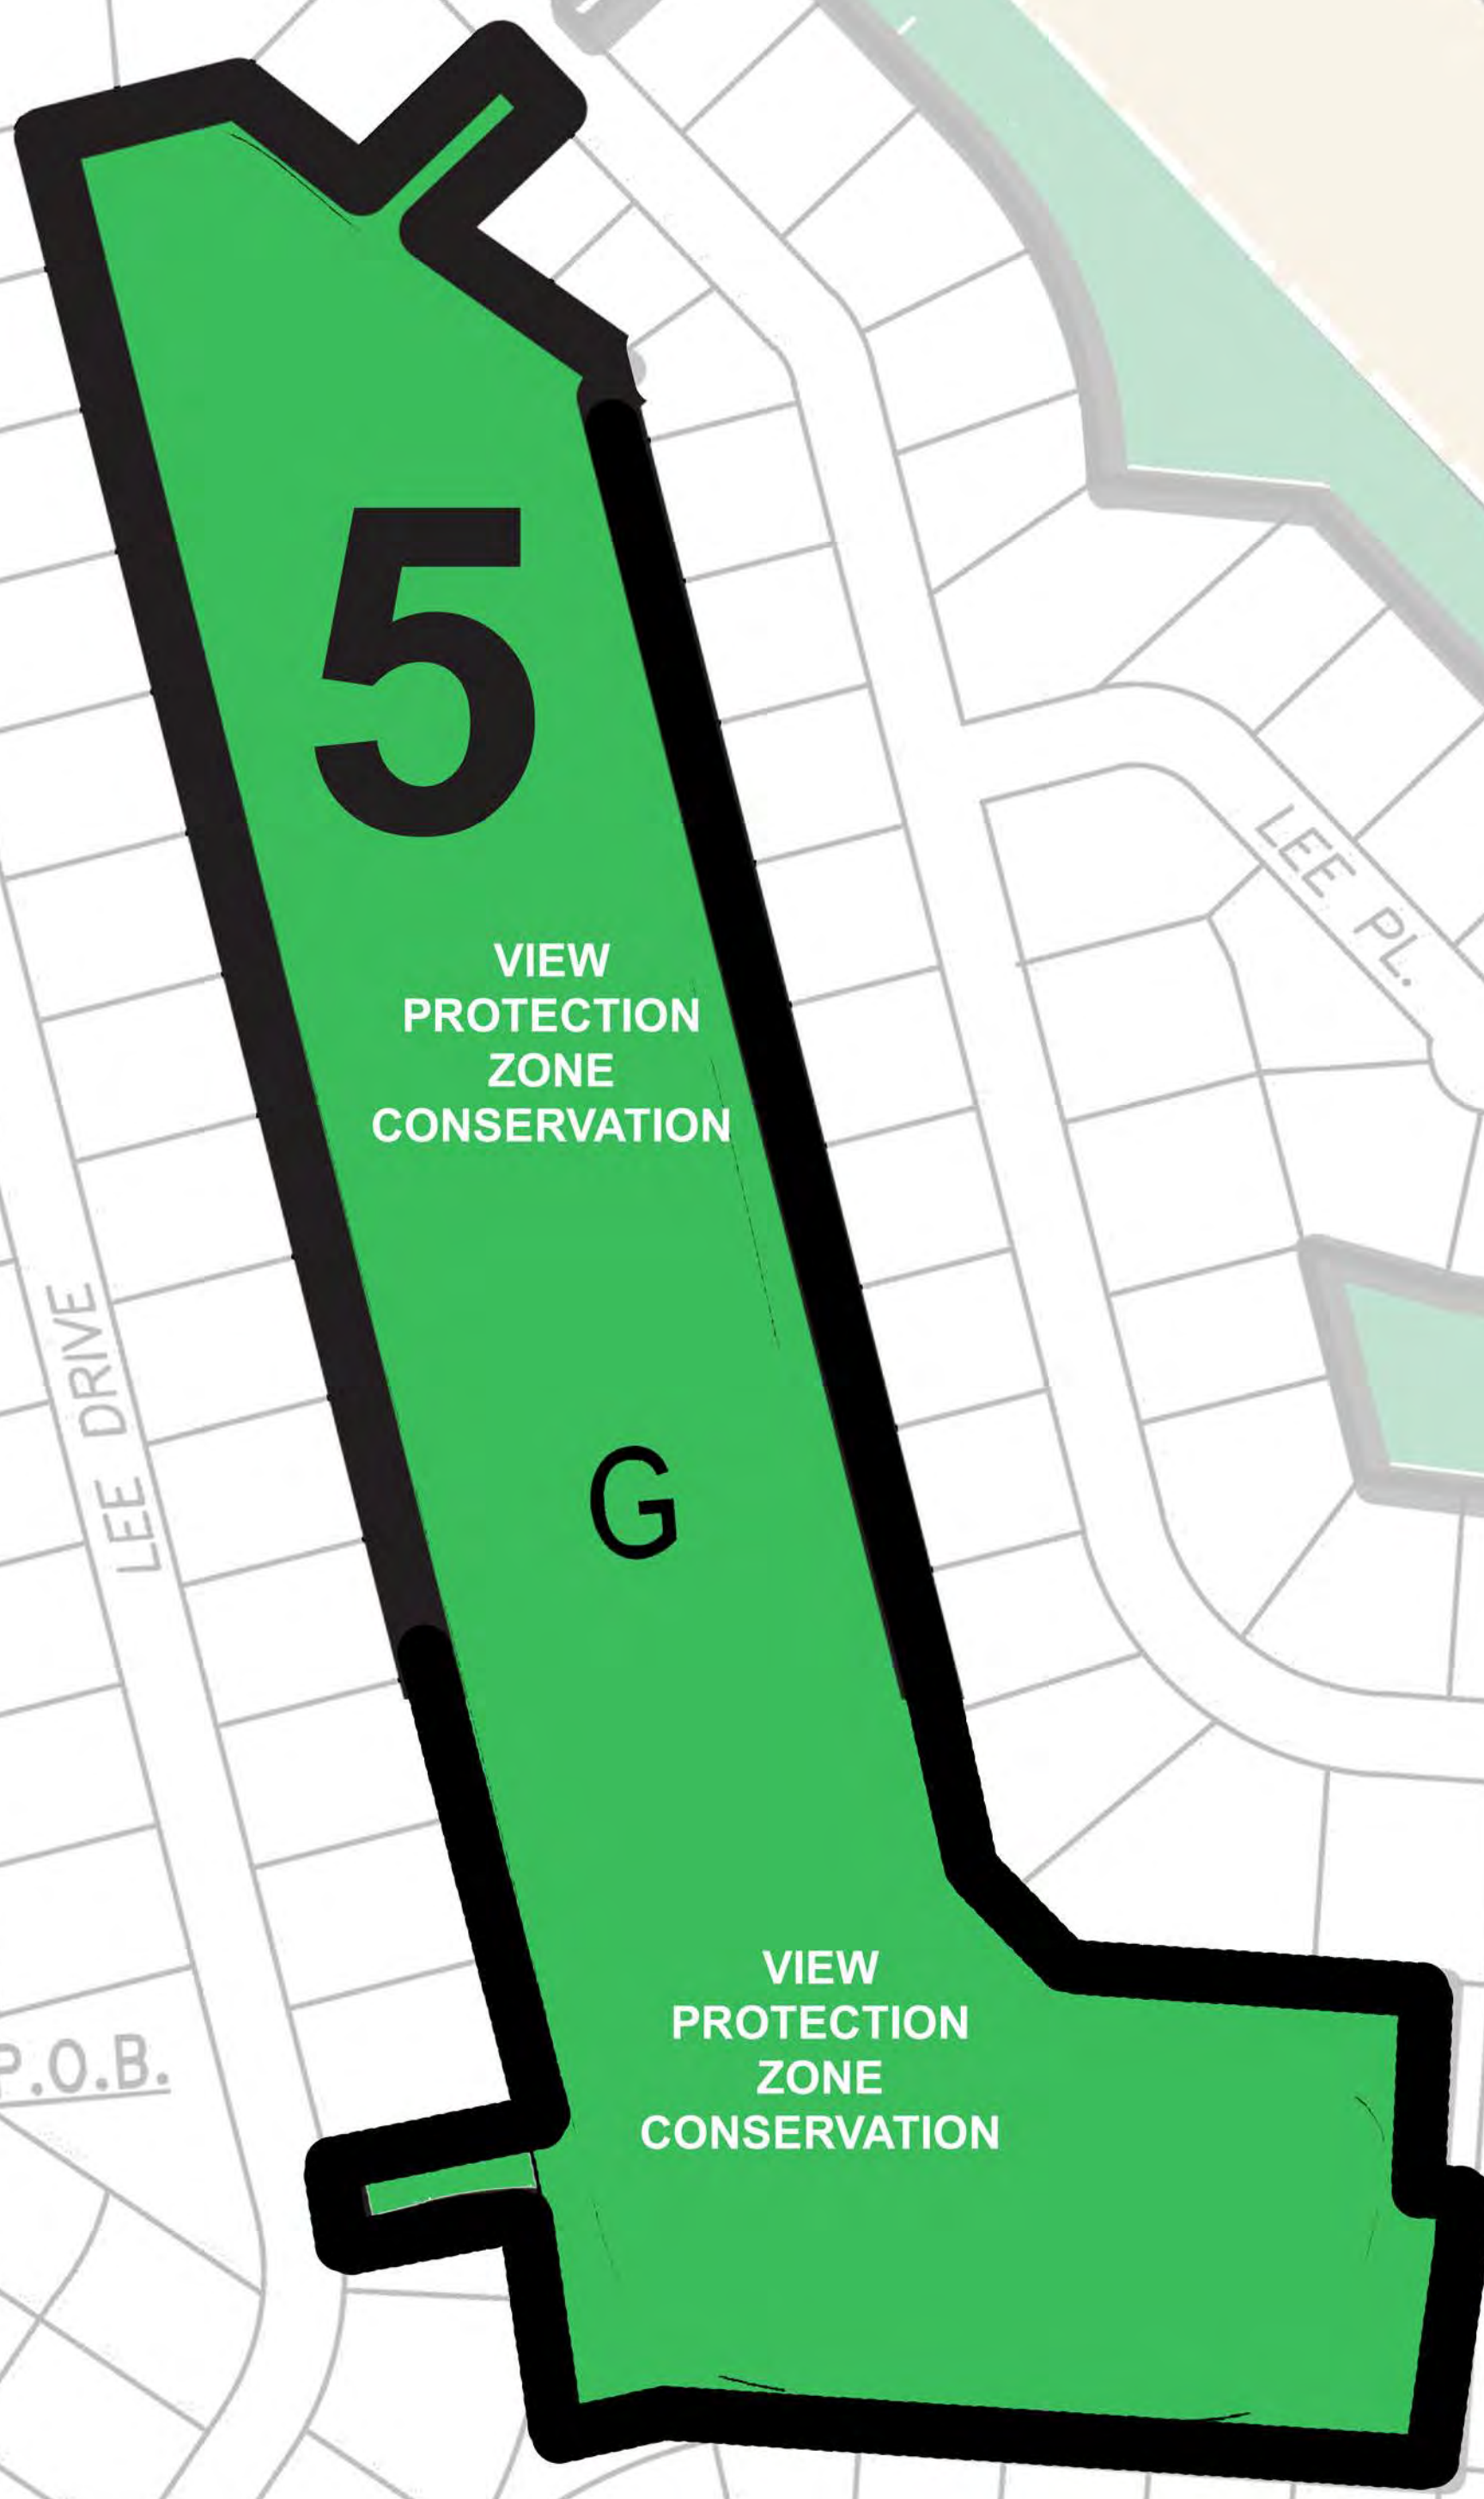 5
VIEW
PROTECTION
ZONE
CONSERVATION
LEE PL.
G
LEE DRIVE
VIEW
PROTECTION
ZONE
CONSERVATION
P.O.B.